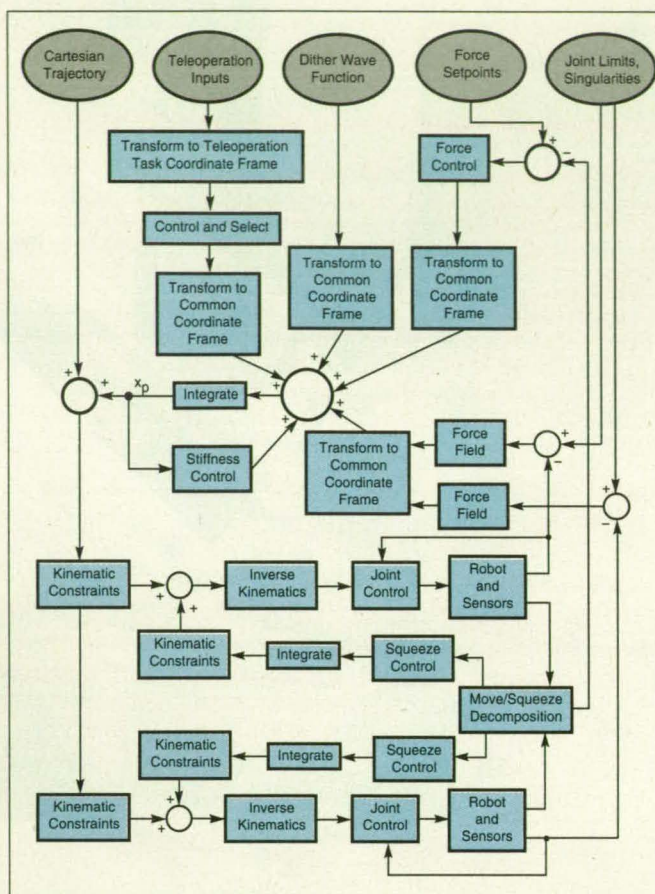 Cartesian
Trajectory
Teleoperation
Inputs
Dither Wave
Function
Force
Setpoints
Joint Limits,
Singularities
Transform to Teleoperation
Task Coordinate Frame
Force
Control
+
−
Control and Select
Transform to
Common
Coordinate
Frame
Transform to
Common
Coordinate
Frame
Transform to
Common
Coordinate
Frame
+
+
xp
Integrate
+
+
+
+
+
+
Stiffness
Control
Transform to
Common
Coordinate
Frame
Force
Field
+
−
Force
Field
+
−
Kinematic
Constraints
+
+
Inverse
Kinematics
Joint
Control
Robot
and
Sensors
Kinematic
Constraints
Integrate
Squeeze
Control
Move/Squeeze
Decomposition
Kinematic
Constraints
Integrate
Squeeze
Control
Kinematic
Constraints
+
+
Inverse
Kinematics
Joint
Control
Robot
and
Sensors